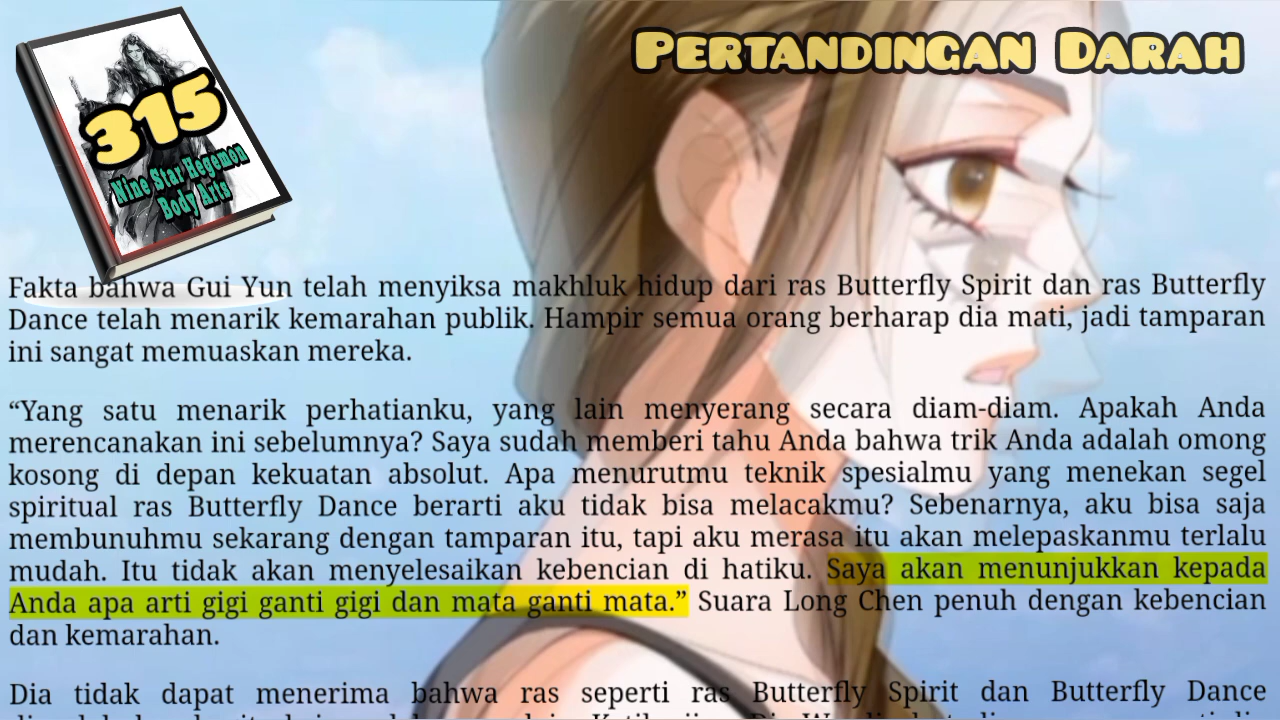 315
Nine Star Hegemon
Body Arts
Pertandingan Darah
Fakta bahwa Gui Yun telah menyiksa makhluk hidup dari ras Butterfly Spirit dan ras Butterfly
Dance telah menarik kemarahan publik. Hampir semua orang berharap dia mati, jadi tamparan
ini sangat memuaskan mereka.
“Yang satu menarik perhatianku, yang lain menyerang secara diam-diam. Apakah Anda
merencanakan ini sebelumnya? Saya sudah memberi tahu Anda bahwa trik Anda adalah omong
kosong di depan kekuatan absolut. Apa menurutmu teknik spesialmu yang menekan segel
spiritual ras Butterfly Dance berarti aku tidak bisa melacakmu? Sebenarnya, aku bisa saja
membunuhmu sekarang dengan tamparan itu, tapi aku merasa itu akan melepaskanmu terlalu
mudah. Itu tidak akan menyelesaikan kebencian di hatiku. Saya akan menunjukkan kepada
Anda apa arti gigi ganti gigi dan mata ganti mata.” Suara Long Chen penuh dengan kebencian
dan kemarahan.
Dia tidak dapat menerima bahwa ras seperti ras Butterfly Spirit dan Butterfly Dance